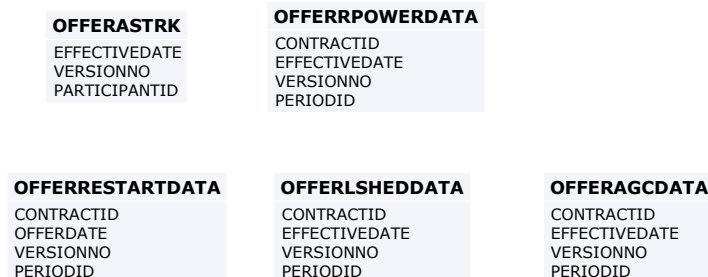 OFFERASTRK
EFFECTIVEDATE
VERSIONNO
PARTICIPANTID
OFFERRPOWERDATA
CONTRACTID
EFFECTIVEDATE
VERSIONNO
PERIODID
OFFERRESTARTDATA
CONTRACTID
OFFERDATE
VERSIONNO
PERIODID
OFFERLSHEDDATA
CONTRACTID
EFFECTIVEDATE
VERSIONNO
PERIODID
OFFERAGCDATA
CONTRACTID
EFFECTIVEDATE
VERSIONNO
PERIODID